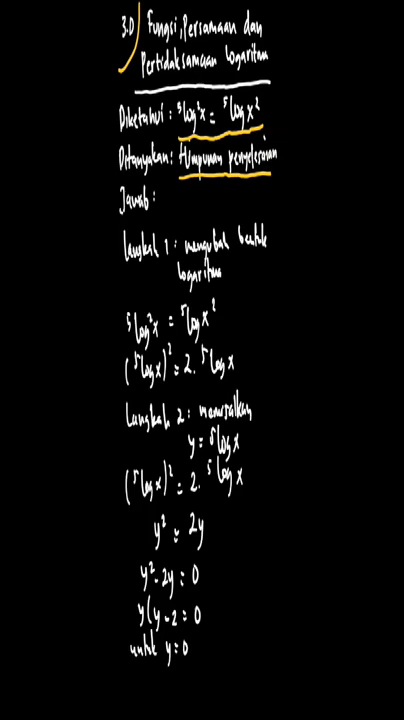 3.D Fungsi, Persamaan dan
Pertidaksamaan Logaritma
Diketahui : ⁵log²x = ⁵log x²
Ditanyakan : Himpunan penyelesaian
Jawab :
Langkah 1 : mengubah bentuk
logaritma
⁵log²x = ⁵log x²
(⁵log x)² = 2. ⁵log x
Langkah 2 : memisalkan
y = ⁵log x
(⁵log x)² = 2. ⁵log x
y² = 2y
y² - 2y = 0
y(y - 2 = 0
untuk y = 0